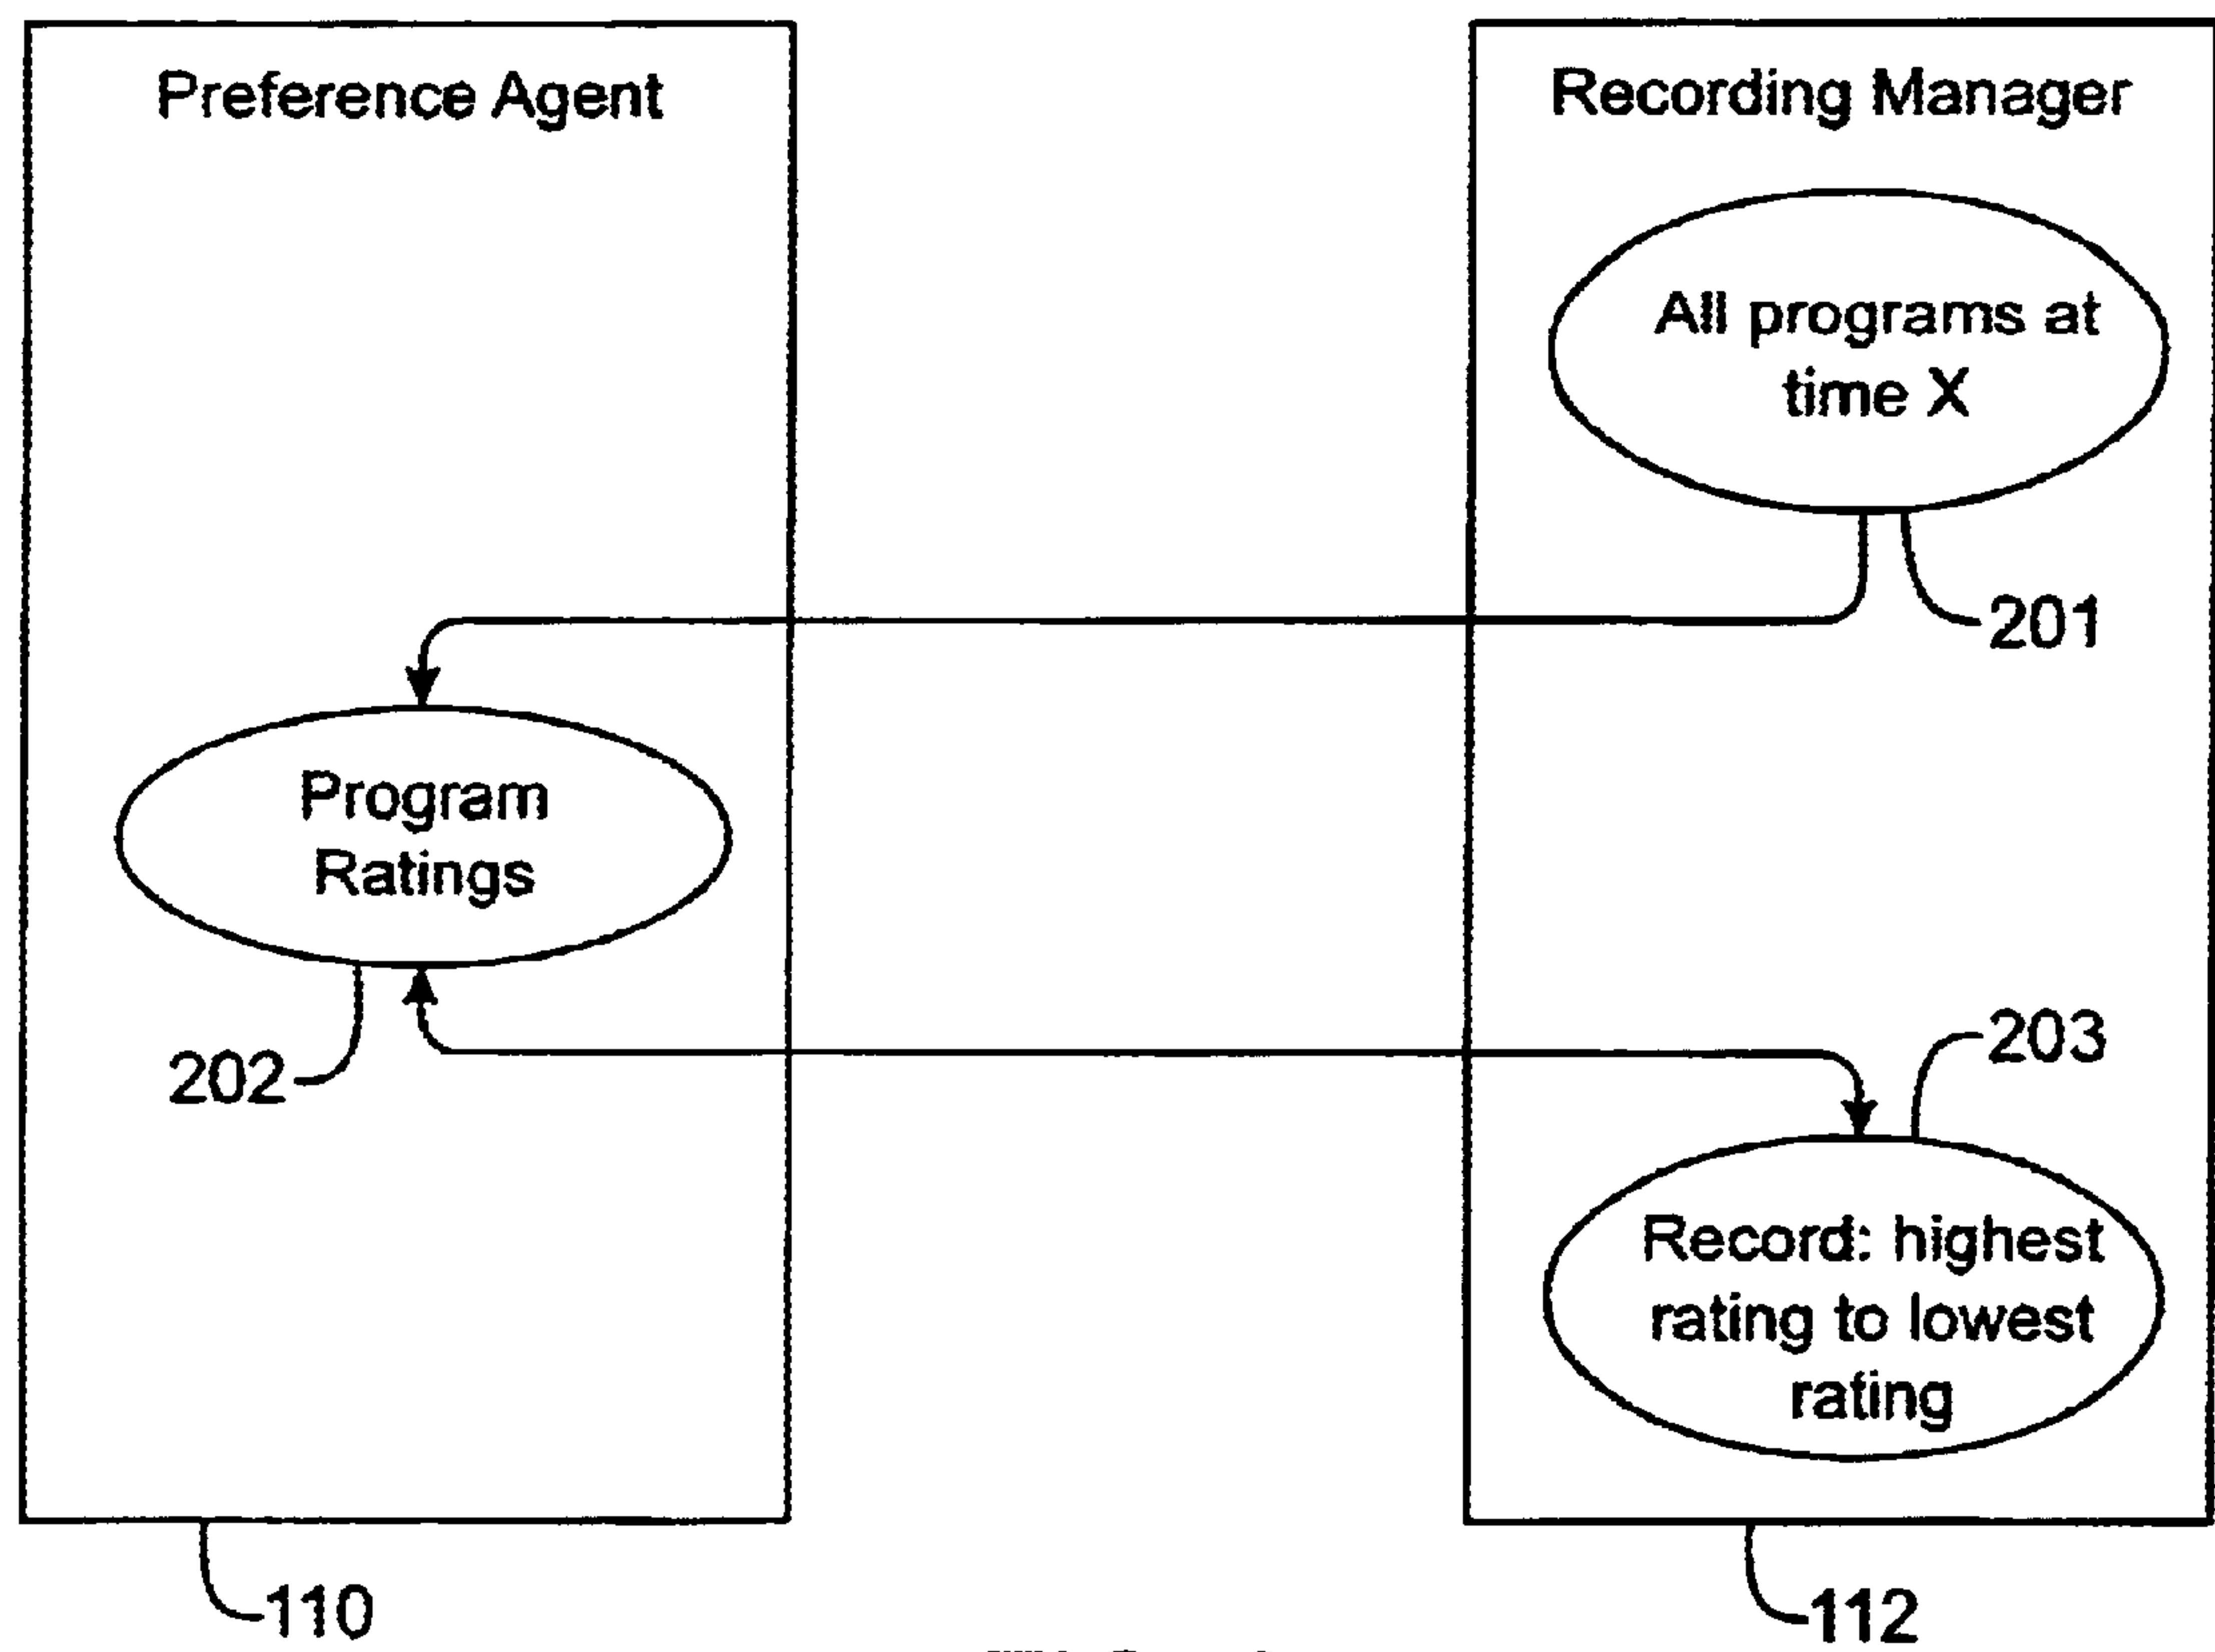 Preference Agent
Recording Manager
All programs at
time X
201
Program
Ratings
202
203
Record: highest
rating to lowest
rating
110
112